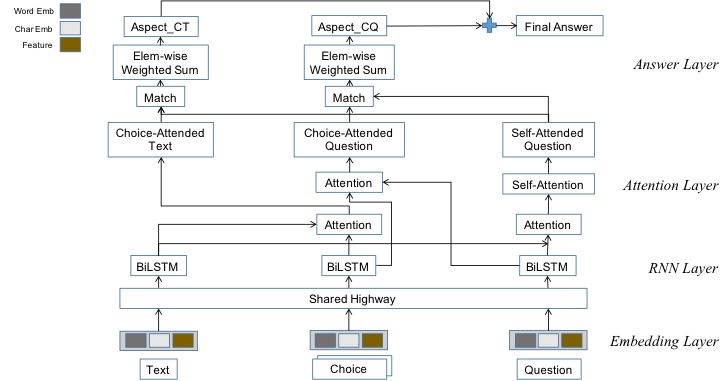 Word Emb
Char Emb
Feature
Aspect_CT
Aspect_CQ
Final Answer
Elem-wise
Weighted Sum
Elem-wise
Weighted Sum
Answer Layer
Match
Match
Choice-Attended
Text
Choice-Attended
Question
Self-Attended
Question
Attention
Self-Attention
Attention Layer
Attention
Attention
BiLSTM
BiLSTM
BiLSTM
RNN Layer
Shared Highway
Embedding Layer
Text
Choice
Question